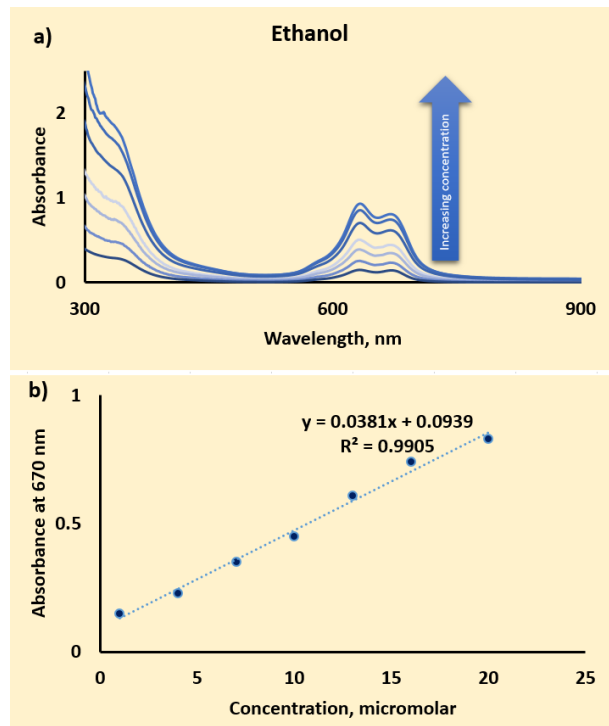 a)
Ethanol
2
1
0
Absorbance
Increasing concentration
300
600
900
Wavelength, nm
b)
1
0.5
0
y = 0.0381x + 0.0939
R² = 0.9905
Absorbance at 670 nm
0
5
10
15
20
25
Concentration, micromolar